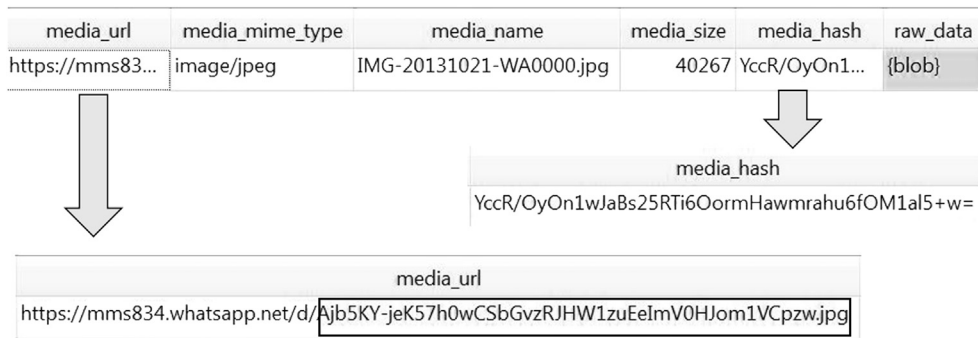 media_url media_mime_type media_name media_size media_hash raw_data
https://mms83... image/jpeg IMG-20131021-WA0000.jpg 40267 YccR/OyOn1... {blob}
media_hash
YccR/OyOn1wJaBs25RTi6OormHawmrahu6fOM1al5+w=
media_url
https://mms834.whatsapp.net/d/Ajb5KY-jeK57h0wCSbGvzRJHW1zuEeImV0HJom1VCpzw.jpg